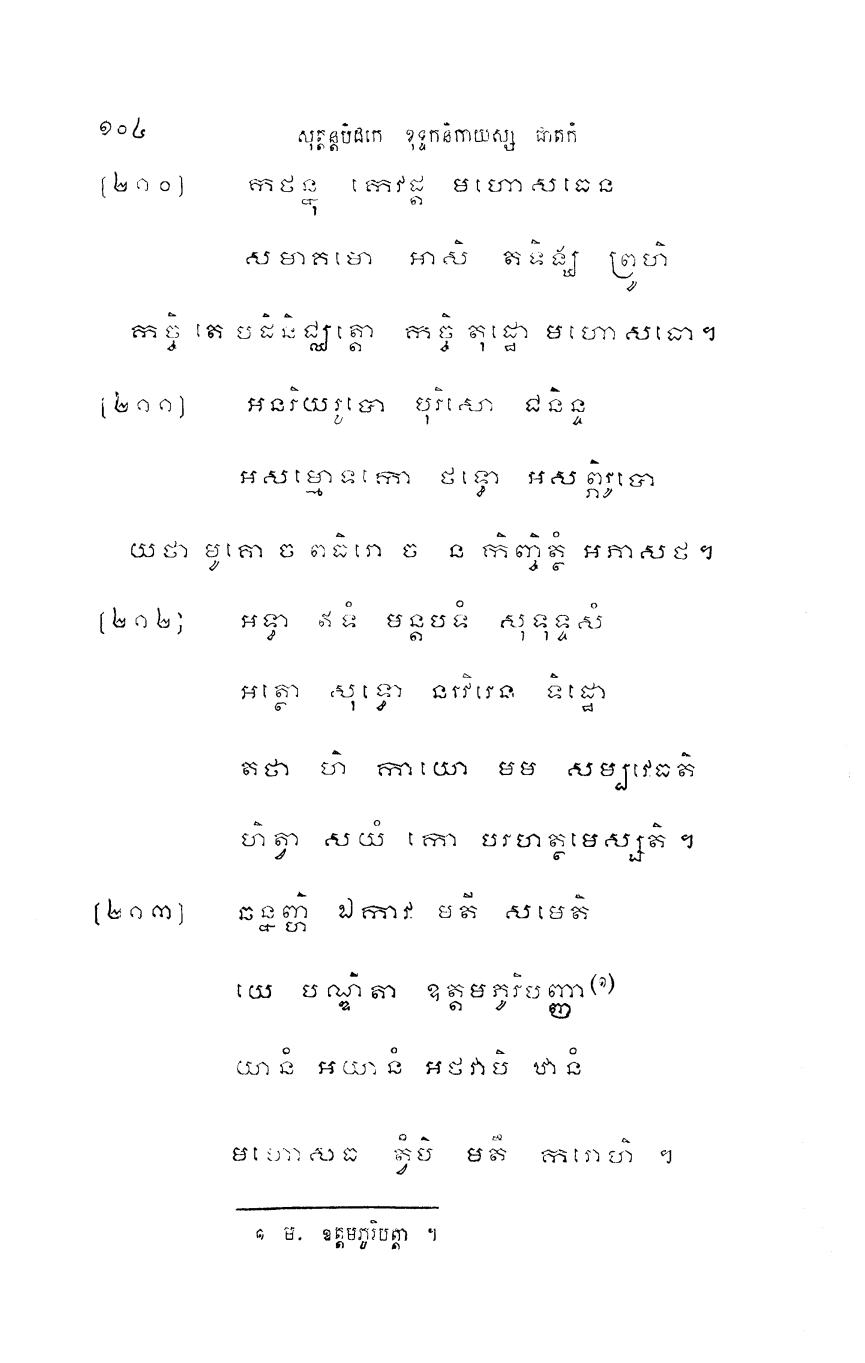 ១០៤ សុត្តន្តបិដកេ ខុទ្ទកនិកាយស្ស ជាតកំ
[២១០] កថន្នុ កេវដ្ត មហោសធេន
សមាគមោ អាសិ តទិង្ឃ ព្រូហិ
កច្ចិ តេ បដិនិជ្ឈត្តោ កច្ចិ តុដ្ឋោ មហោសធោ។
[២១១] អនរិយរូបោ បុរិសោ ជនិន្ទ
អសម្មោទកោ ថទ្ធោ អសព្ភិរូបោ
យថា មូគោ ច ពធិរោ ច ន កិញ្ចិត្ថំ អភាសថ។
[២១២] អទ្ធា ឥទំ មន្តបទំ សុទុទ្ទសំ
អត្ថោ សុទ្ធោ នរវិរេន ទិដ្ឋោ
តថា ហិ កាយោ មម សម្បវេធតិ
ហិត្វា សយំ កោ បរហត្ថមេស្សតិ ។
[២១៣] ឆន្នញ្ហិ ឯកាវ មតី សមេតិ
យេ បណ្ឌិតា ឧត្តមភូរិបញ្ញា(១)
យានំ អយានំ អថវាបិ ឋានំ
មហោសធ ត្វំបិ មតឹ ករោហិ ។
១ ម. ឧត្តមភូរិបត្តា ។